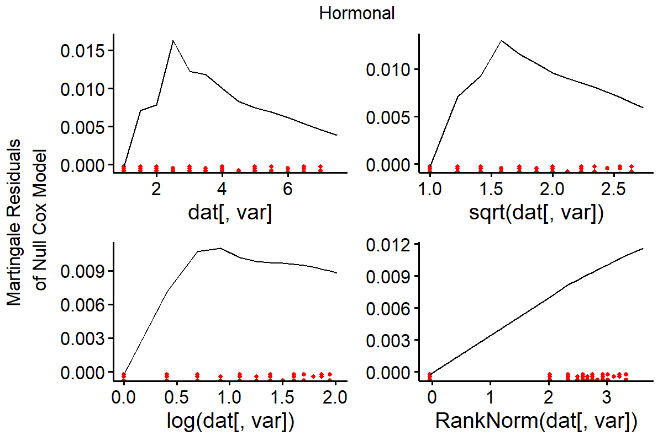 Hormonal
Martingale Residuals
of Null Cox Model
0.015
0.010
0.005
0.000
2 4 6
dat[, var]
0.010
0.005
0.000
1.0 1.5 2.0 2.5
sqrt(dat[, var])
0.009
0.006
0.003
0.000
0.0 0.5 1.0 1.5 2.0
log(dat[, var])
0.012
0.009
0.006
0.003
0.000
0 1 2 3
RankNorm(dat[, var])